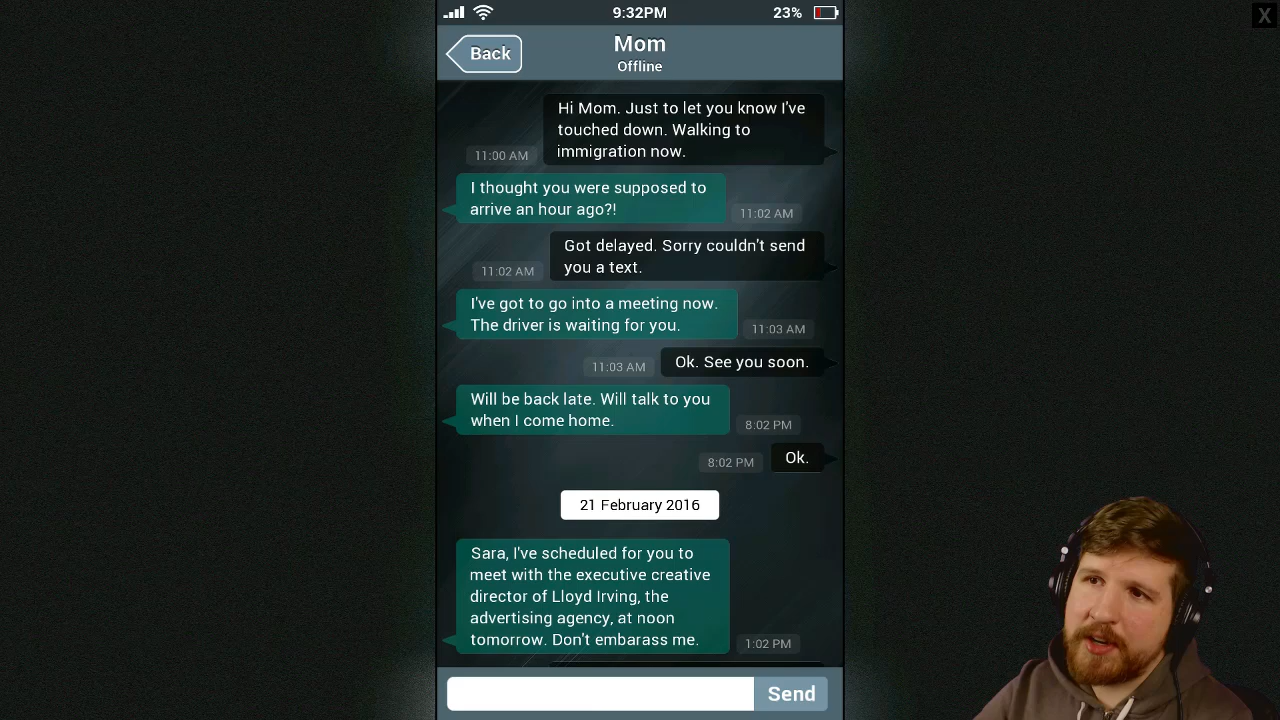 9:32PM
23%
X
Back
Mom
Offline
Hi Mom. Just to let you know I've
touched down. Walking to
immigration now.
11:00 AM
I thought you were supposed to
arrive an hour ago?!
11:02 AM
Got delayed. Sorry couldn't send
you a text.
11:02 AM
I've got to go into a meeting now.
The driver is waiting for you.
11:03 AM
Ok. See you soon.
11:03 AM
Will be back late. Will talk to you
when I come home.
8:02 PM
Ok.
8:02 PM
21 February 2016
Sara, I've scheduled for you to
meet with the executive creative
director of Lloyd Irving, the
advertising agency, at noon
tomorrow. Don't embarass me.
1:02 PM
Send